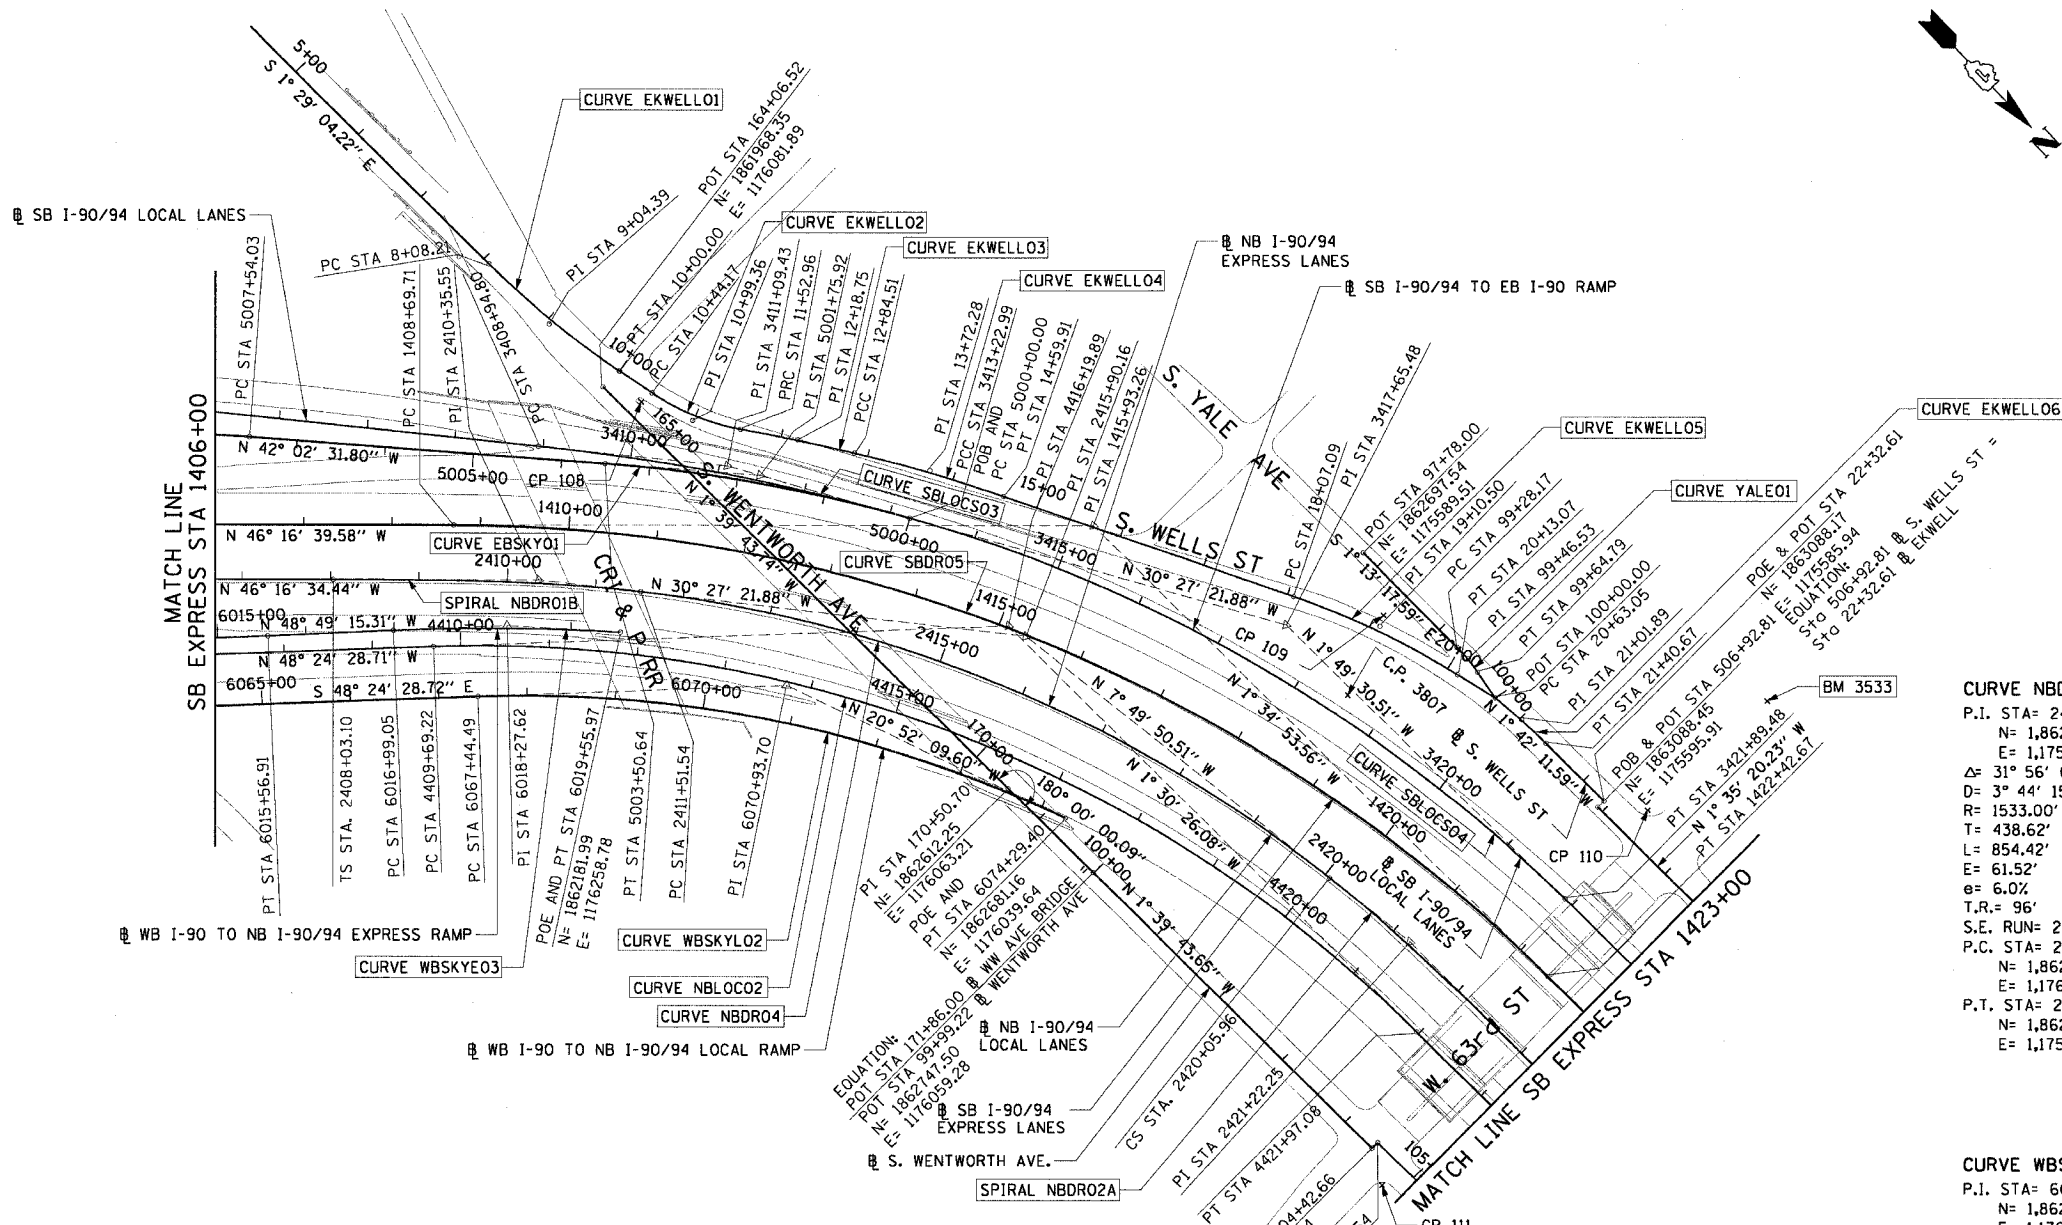 5+00
S 1° 29' 04.22" E
CURVE EKWELL01
POT STA 164+06.52
N= 1861968.35
E= 1176081.89
N
℄ SB I-90/94 LOCAL LANES
PC STA 5007+54.03
PC STA 8+08.21
PC STA 1408+69.71
PI STA 2410+35.55
PC STA 3408+94.80
PI STA 9+04.39
PT STA 10+00.00
10+00
PC STA 10+44.17
PI STA 10+99.36
CURVE EKWELL02
PI STA 3411+09.43
PRC STA 11+52.96
PI STA 5001+75.92
PI STA 12+18.75
PCC STA 12+84.51
CURVE EKWELL03
CURVE EKWELL04
PI STA 13+72.28
PCC STA 3413+22.99
POB AND
PC STA 5000+00.00
PT STA 14+59.91
PI STA 4416+19.89
PI STA 2415+90.16
PI STA 1415+93.26
℄ NB I-90/94
EXPRESS LANES
℄ SB I-90/94 TO EB I-90 RAMP
S. YALE
AVE
PC STA 18+07.09
PI STA 3417+65.48
POT STA 97+78.00
N= 1862697.54
E= 1175589.51
PI STA 19+10.50
PC STA 99+28.17
PT STA 20+13.07
PI STA 99+46.53
PT STA 99+64.79
POT STA 100+00.00
PC STA 20+63.05
PI STA 21+01.89
PT STA 21+40.67
CURVE EKWELL05
CURVE EKWELL06
CURVE YALE01
POE & POT STA 22+32.61
N= 1863088.17
E= 1175585.94
EQUATION:
Sta 506+92.81 ℄ S. WELLS ST =
Sta 22+32.61 ℄ EKWELL
POB & POT STA 506+92.81
N= 1863088.45
E= 1175595.91
BM 3533
PT STA 3421+89.48
N 1° 35' 20.23" W
PT STA 1422+42.67
MATCH LINE
SB EXPRESS STA 1406+00
N 42° 02' 31.80" W
5005+00
CP 108
3410+00
165+00
1410+00
N 46° 16' 39.58" W
CURVE EBSKY01
2410+00
N 46° 16' 34.44" W
SPIRAL NBDR01B
CRI & P RR
S. WENTWORTH AVE
N 1° 39' 43.74" W
CURVE SBLOCS03
15+00
S. WELLS ST
5000+00
3415+00
CURVE SBDR05
N 30° 27' 21.88" W
N 30° 27' 21.88" W
1415+00
2415+00
CP 109
S 1° 13' 17.59" E
20+00
100+00
N 1° 49' 30.51" W
C.P. 3807
N 1° 42' 11.59" W
℄ S. WELLS ST
3420+00
6015+00
N 48° 49' 15.31" W
4410+00
N 48° 24' 28.71" W
6065+00
S 48° 24' 28.72" E
6070+00
4415+00
N 20° 52' 09.60" W
170+00
180° 00' 00.09"
N 7° 49' 50.51" W
N 1° 34' 53.56" W
N 1° 30' 26.08" W
CURVE SBLOCS04
1420+00
2420+00
4420+00
CP 110
℄ SB I-90/94
LOCAL LANES
PT STA 6015+56.91
TS STA. 2408+03.10
PC STA 6016+99.05
PC STA 4409+69.22
PC STA 6067+44.49
PI STA 6018+27.62
POE AND PT STA 6019+55.97
N= 1862181.99
E= 1176258.78
PT STA 5003+50.64
PC STA 2411+51.54
PI STA 6070+93.70
PI STA 170+50.70
N= 1862612.25
E= 1176063.21
POE AND
PT STA 6074+29.40
N= 1862681.16
E= 1176039.64
100+00
EQUATION:
POT STA 171+86.00 ℄ WW AVE BRIDGE =
POT STA 99+99.22 ℄ WENTWORTH AVE
N= 1862747.50
E= 1176059.28
N 1° 39' 43.65" W
℄ WB I-90 TO NB I-90/94 EXPRESS RAMP
CURVE WBSKYE03
CURVE WBSKYL02
CURVE NBLOC02
CURVE NBDR04
℄ WB I-90 TO NB I-90/94 LOCAL RAMP
℄ NB I-90/94
LOCAL LANES
℄ SB I-90/94
EXPRESS LANES
℄ S. WENTWORTH AVE.
SPIRAL NBDR02A
CS STA. 2420+05.96
PI STA 2421+22.25
PT STA 4421+97.08
W. 63rd ST
105
CP 111
MATCH LINE SB EXPRESS STA 1423+00
D= 3° 44'
R= 1533.00'
T= 438.62'
L= 854.42'
E= 61.52'
e= 6.0%
T.R.= 96'